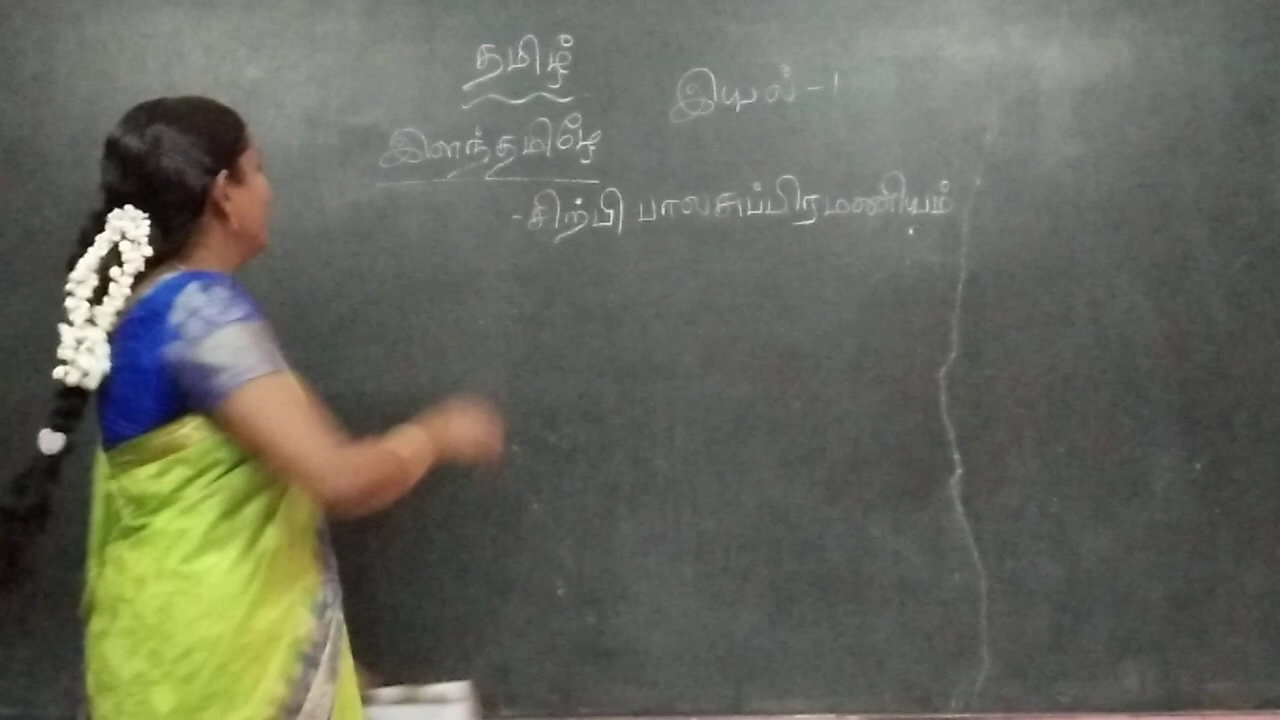 தமிழ்
இயல் - 1
இளந்தமிழே
- சிற்பி பாலசுப்பிரமணியம்